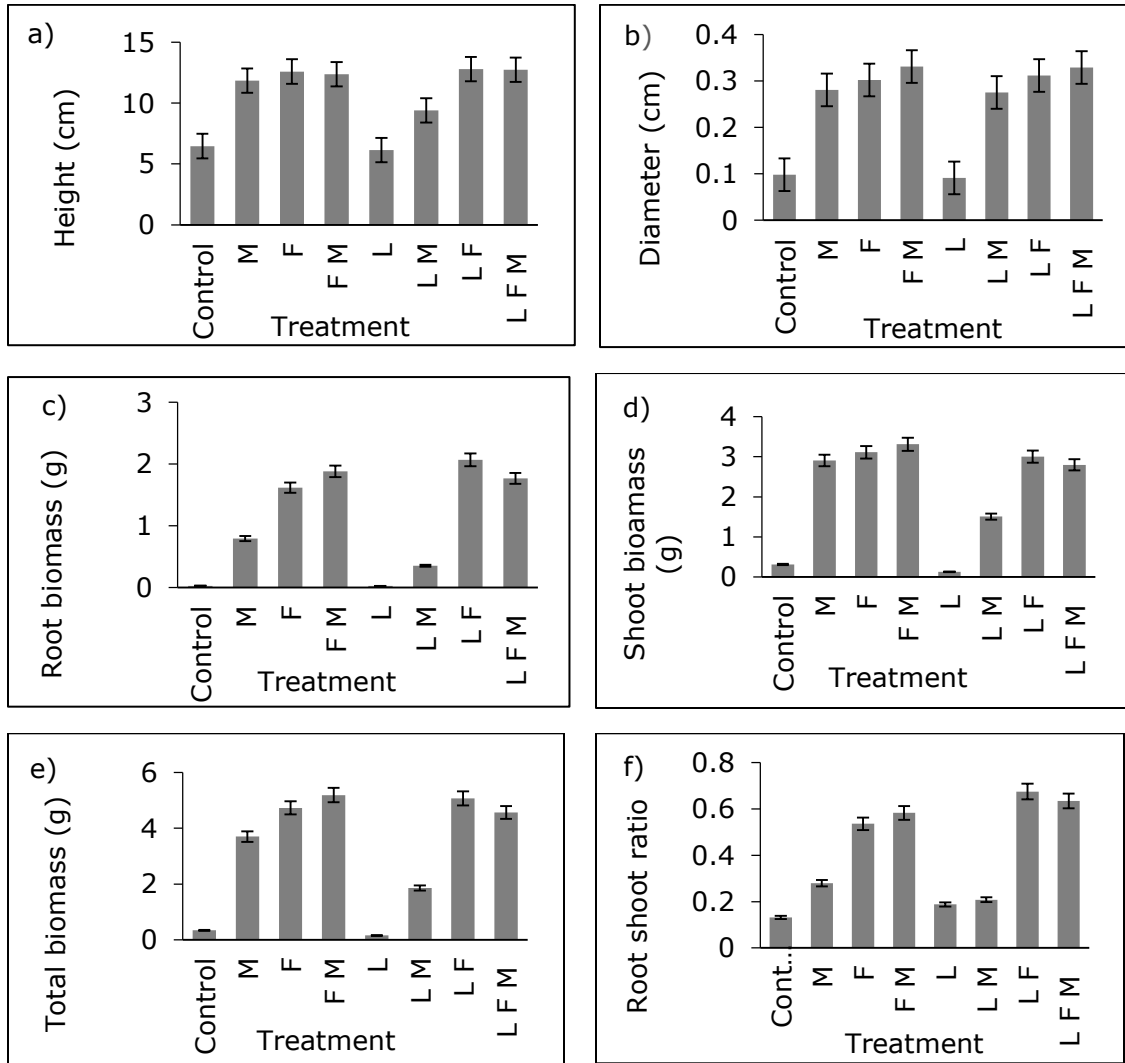 a)
Height (cm)
15
10
5
0
Control
M
F
F M
L
L M
L F
L F M
Treatment
b)
Diameter (cm)
0.4
0.3
0.2
0.1
0
Control
M
F
F M
L
L M
L F
L F M
Treatment
c)
Root biomass (g)
3
2
1
0
Control
M
F
F M
L
L M
L F
L F M
Treatment
d)
Shoot bioamass
(g)
4
3
2
1
0
Control
M
F
F M
L
L M
L F
L F M
Treatment
e)
Total biomass (g)
6
4
2
0
Control
M
F
F M
L
L M
L F
L F M
Treatment
f)
Root shoot ratio
0.8
0.6
0.4
0.2
0
Cont...
M
F
F M
L
L M
L F
L F M
Treatment